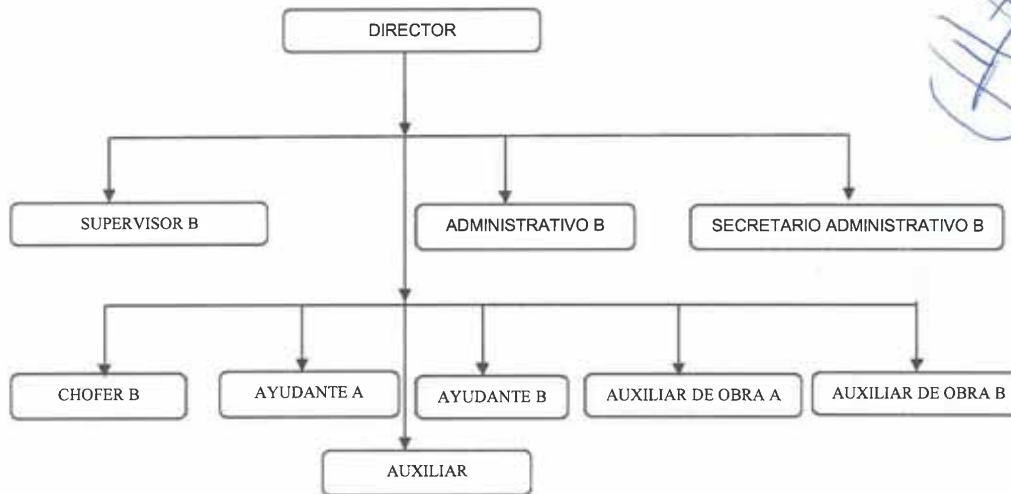 DIRECTOR
SUPERVISOR B
ADMINISTRATIVO B
SECRETARIO ADMINISTRATIVO B
CHOFER B
AYUDANTE A
AYUDANTE B
AUXILIAR DE OBRA A
AUXILIAR DE OBRA B
AUXILIAR